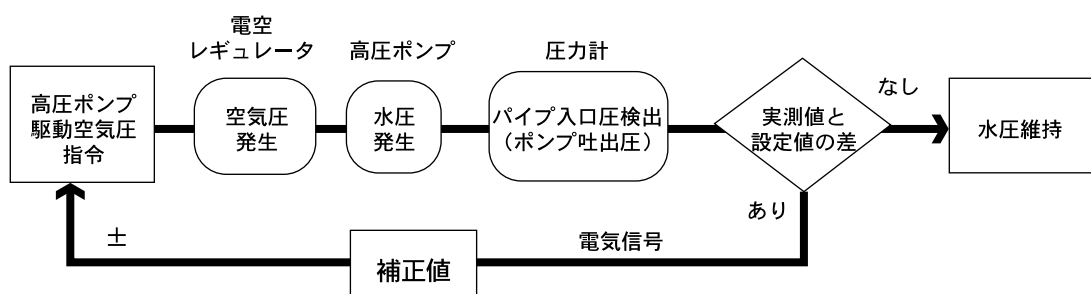 高圧ポンプ
駆動空気圧
指令
電空
レギュレータ
空気圧
発生
高圧ポンプ
水圧
発生
圧力計
パイプ入口圧検出
（ポンプ吐出圧）
実測値と
設定値の差
なし
水圧維持
あり
電気信号
補正値
±